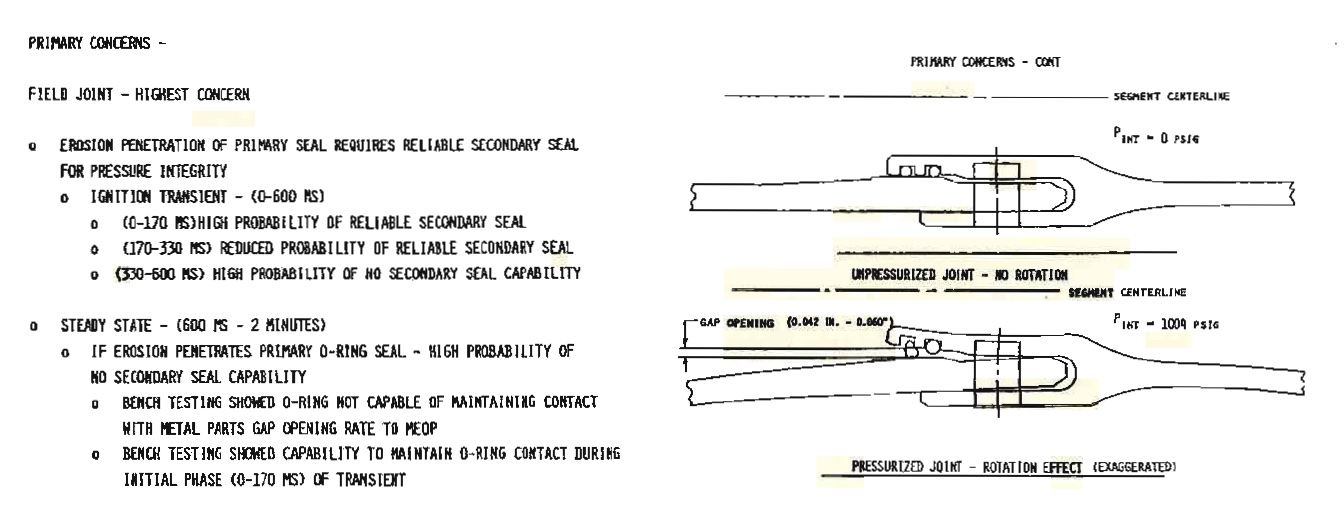 PRIMARY CONCERNS -
FIELD JOINT - HIGHEST CONCERN
o EROSION PENETRATION OF PRIMARY SEAL REQUIRES RELIABLE SECONDARY SEAL
FOR PRESSURE INTEGRITY
o IGNITION TRANSIENT - (0-600 MS)
o (0-170 MS)HIGH PROBABILITY OF RELIABLE SECONDARY SEAL
o (170-330 MS) REDUCED PROBABILITY OF RELIABLE SECONDARY SEAL
o (330-600 MS) HIGH PROBABILITY OF NO SECONDARY SEAL CAPABILITY
o STEADY STATE - (600 MS - 2 MINUTES)
o IF EROSION PENETRATES PRIMARY O-RING SEAL - HIGH PROBABILITY OF
NO SECONDARY SEAL CAPABILITY
o BENCH TESTING SHOWED O-RING NOT CAPABLE OF MAINTAINING CONTACT
WITH METAL PARTS GAP OPENING RATE TO MEOP
o BENCH TESTING SHOWED CAPABILITY TO MAINTAIN O-RING CONTACT DURING
INITIAL PHASE (0-170 MS) OF TRANSIENT
PRIMARY CONCERNS - CONT
SEGMENT CENTERLINE
PINT = 0 PSIG
UNPRESSURIZED JOINT - NO ROTATION
SEGMENT CENTERLINE
GAP OPENING (0.042 IN. - 0.060")
PINT = 1004 PSIG
PRESSURIZED JOINT - ROTATION EFFECT (EXAGGERATED)